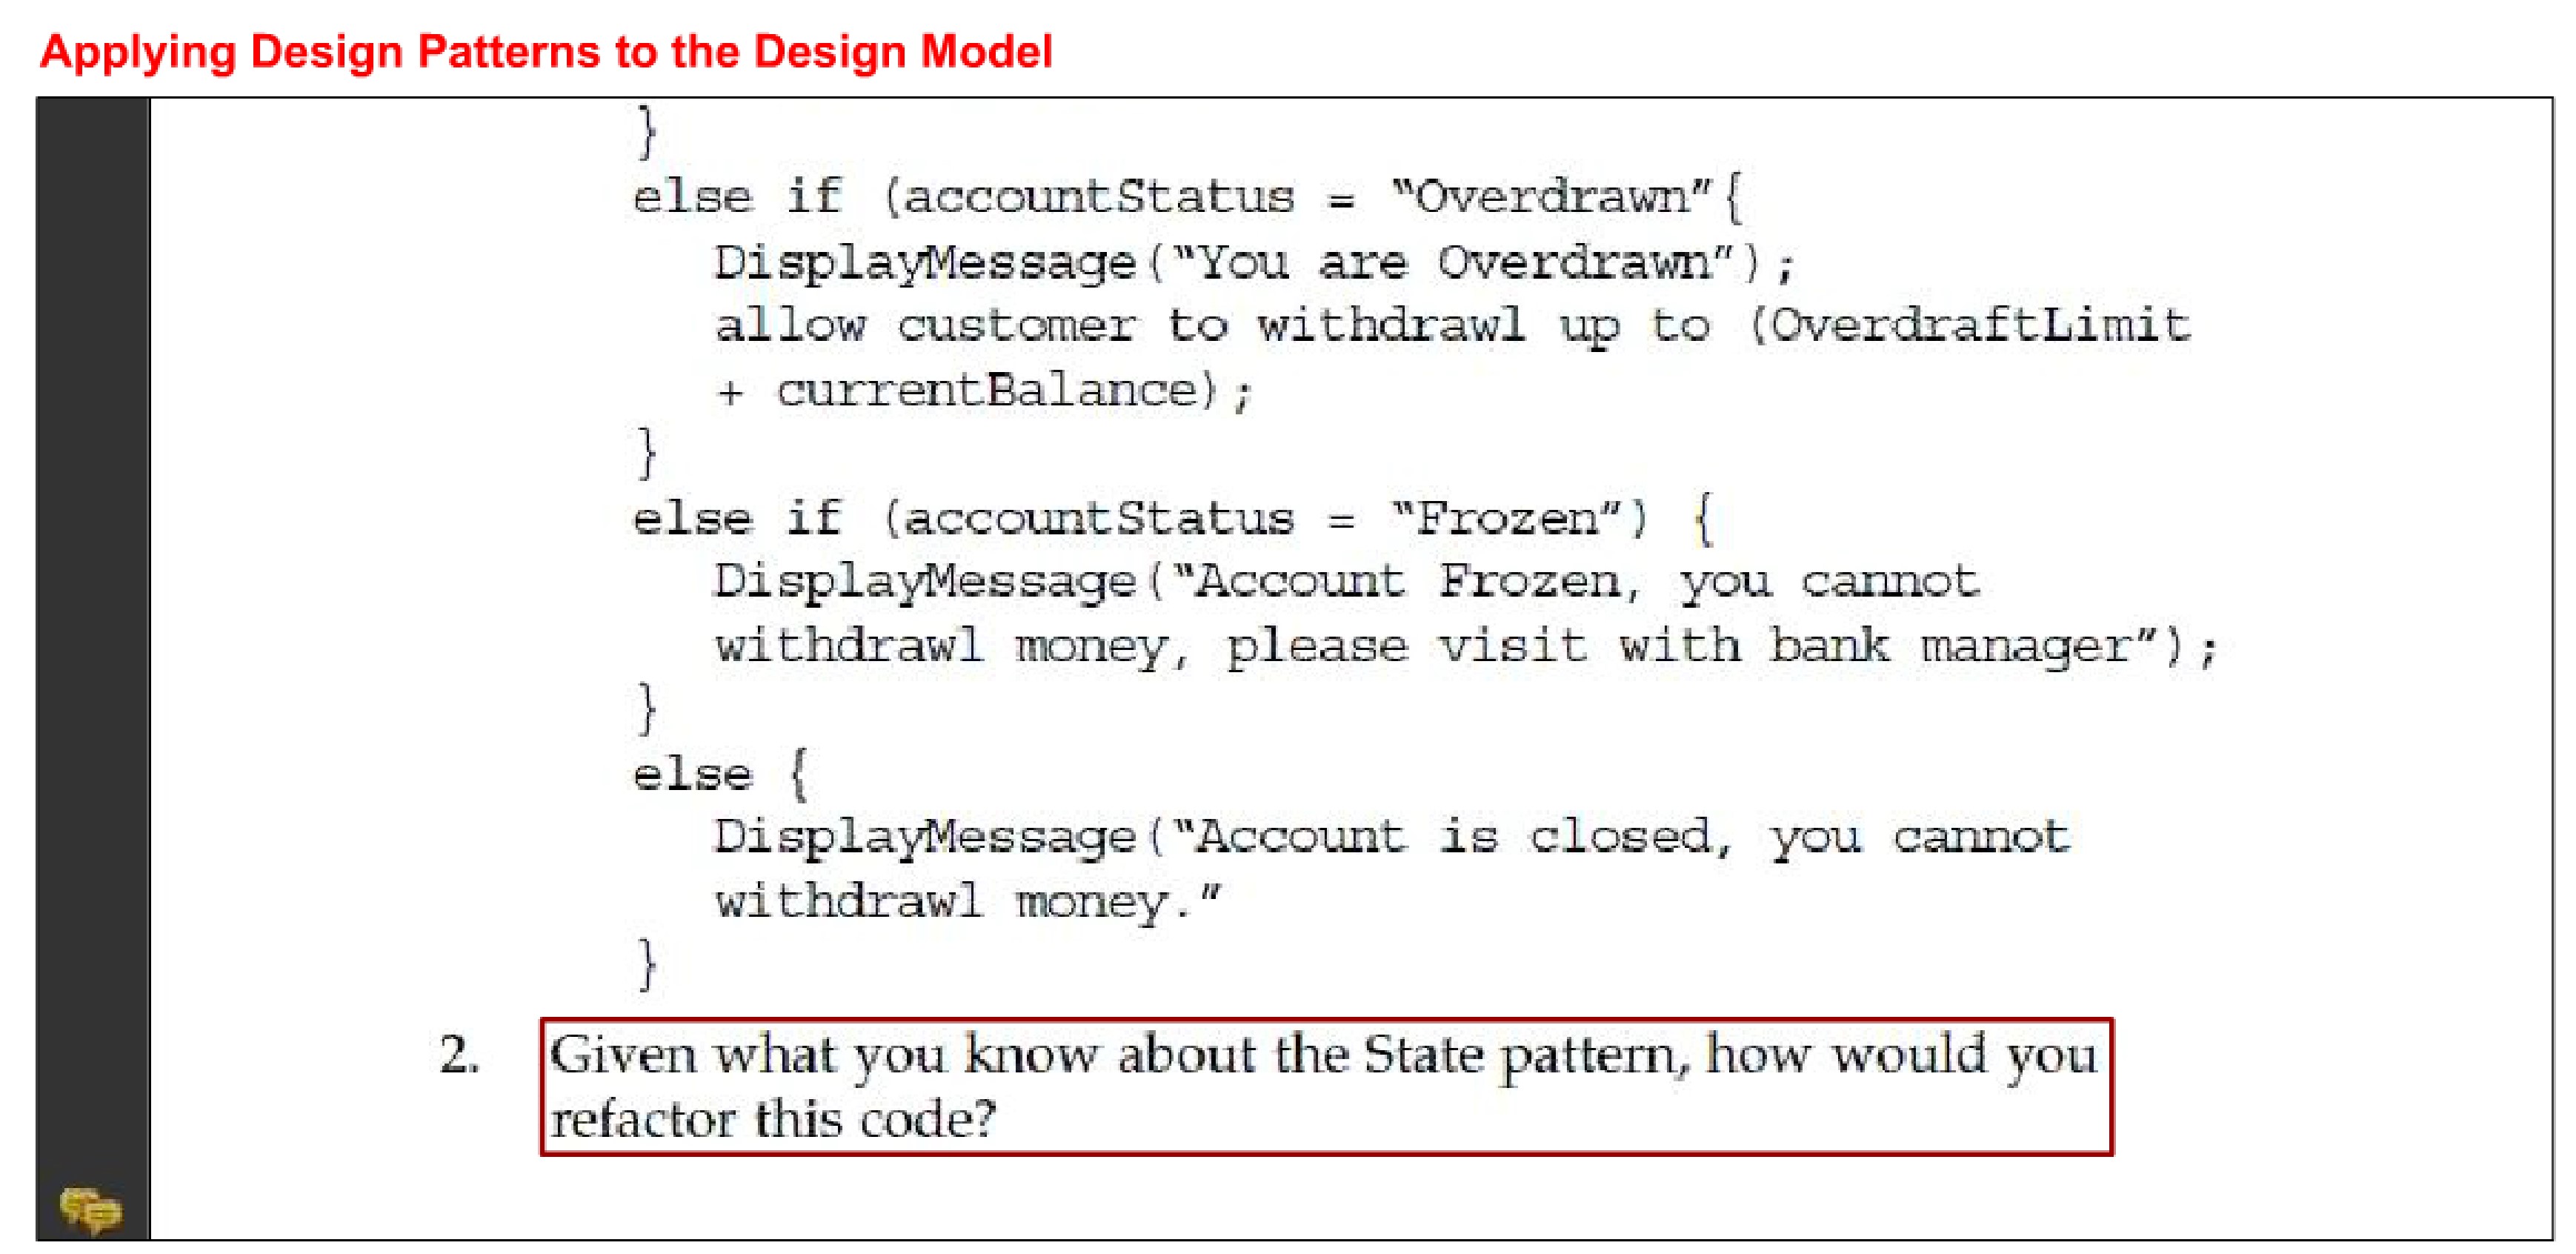 Applying Design Patterns to the Design Model
}
else if (accountStatus = "Overdrawn"{
DisplayMessage("You are Overdrawn");
allow customer to withdrawl up to (OverdraftLimit
+ currentBalance);
}
else if (accountStatus = "Frozen") {
DisplayMessage("Account Frozen, you cannot
withdrawl money, please visit with bank manager");
}
else {
DisplayMessage("Account is closed, you cannot
withdrawl money."
}
2. Given what you know about the State pattern, how would you
refactor this code?